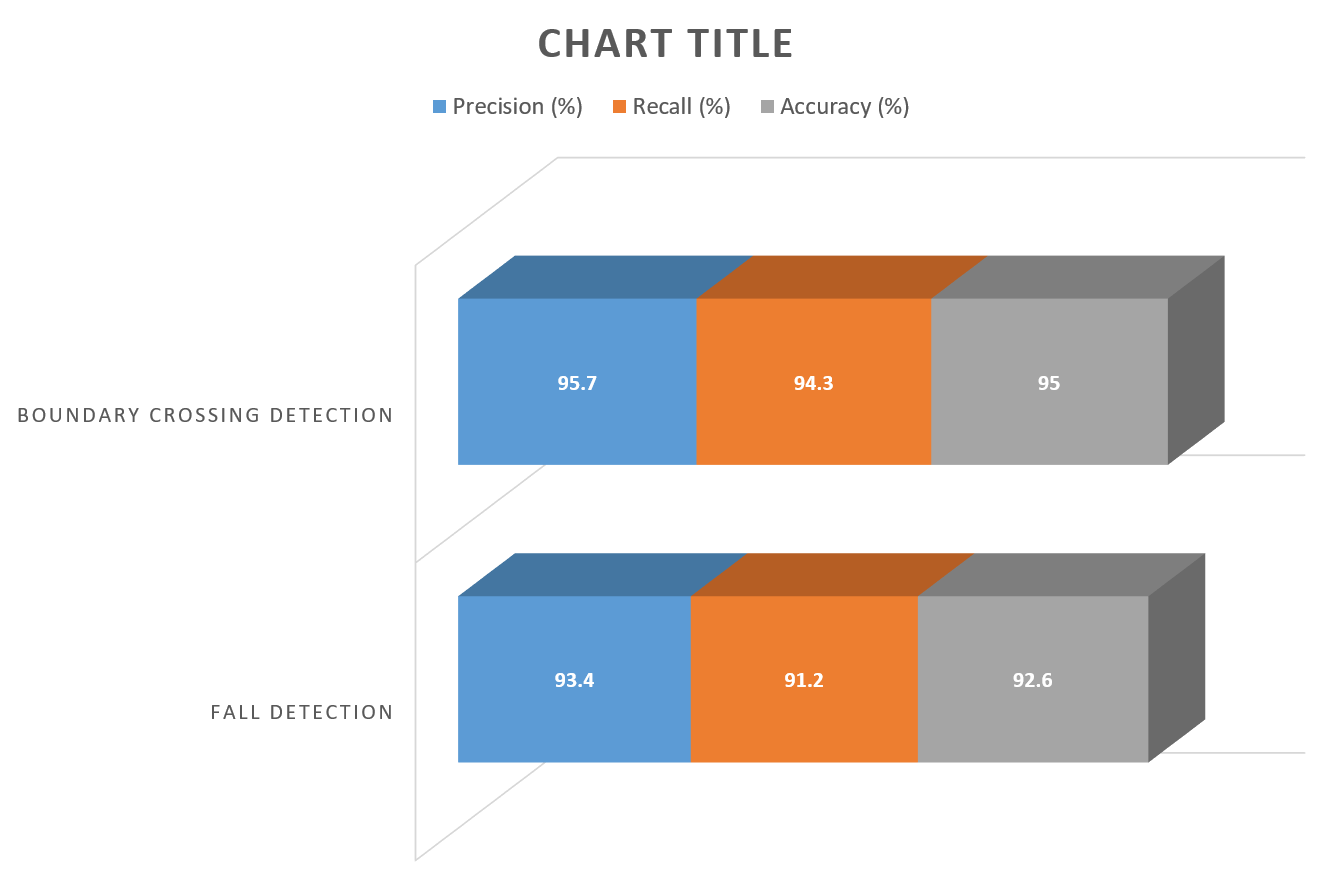 CHART TITLE
Precision (%) Recall (%) Accuracy (%)
95.7 94.3 95
BOUNDARY CROSSING DETECTION
93.4 91.2 92.6
FALL DETECTION